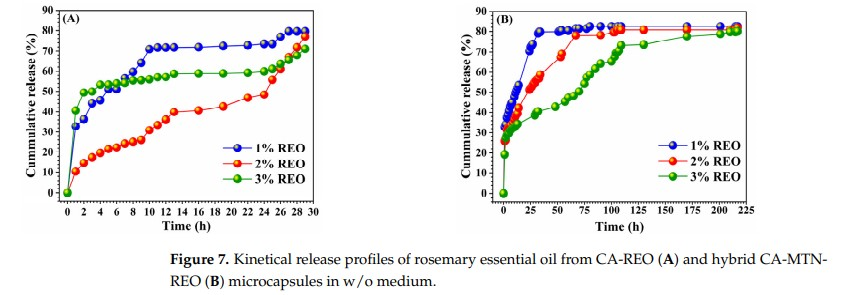 (A)
Cummulative release (%)
90
80
70
60
50
40
30
20
10
0
1% REO
2% REO
3% REO
0 2 4 6 8 10 12 14 16 18 20 22 24 26 28 30
Time (h)
(B)
Cummulative release (%)
90
80
70
60
50
40
30
20
10
0
1% REO
2% REO
3% REO
0 25 50 75 100 125 150 175 200 225
Time (h)
Figure 7. Kinetical release profiles of rosemary essential oil from CA-REO (A) and hybrid CA-MTN-
REO (B) microcapsules in w/o medium.